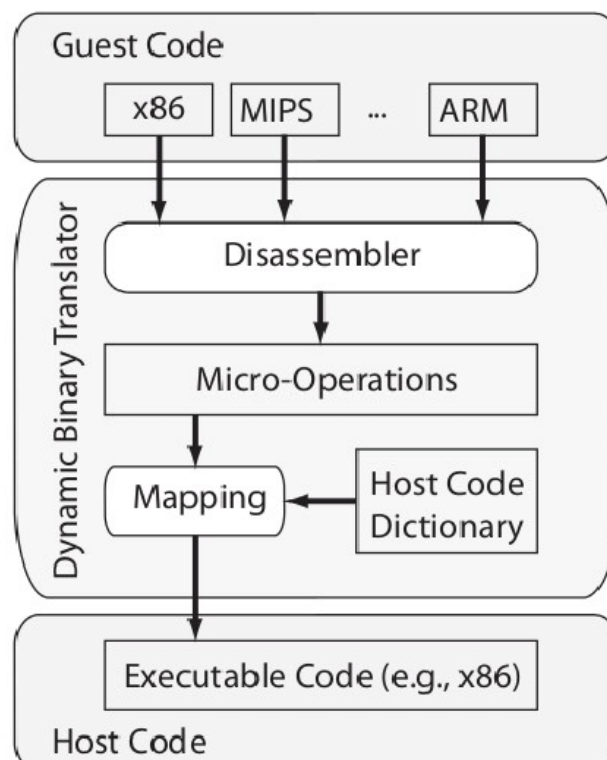 Guest Code
x86
MIPS
...
ARM
Dynamic Binary Translator
Disassembler
Micro-Operations
Mapping
Host Code
Dictionary
Executable Code (e.g., x86)
Host Code